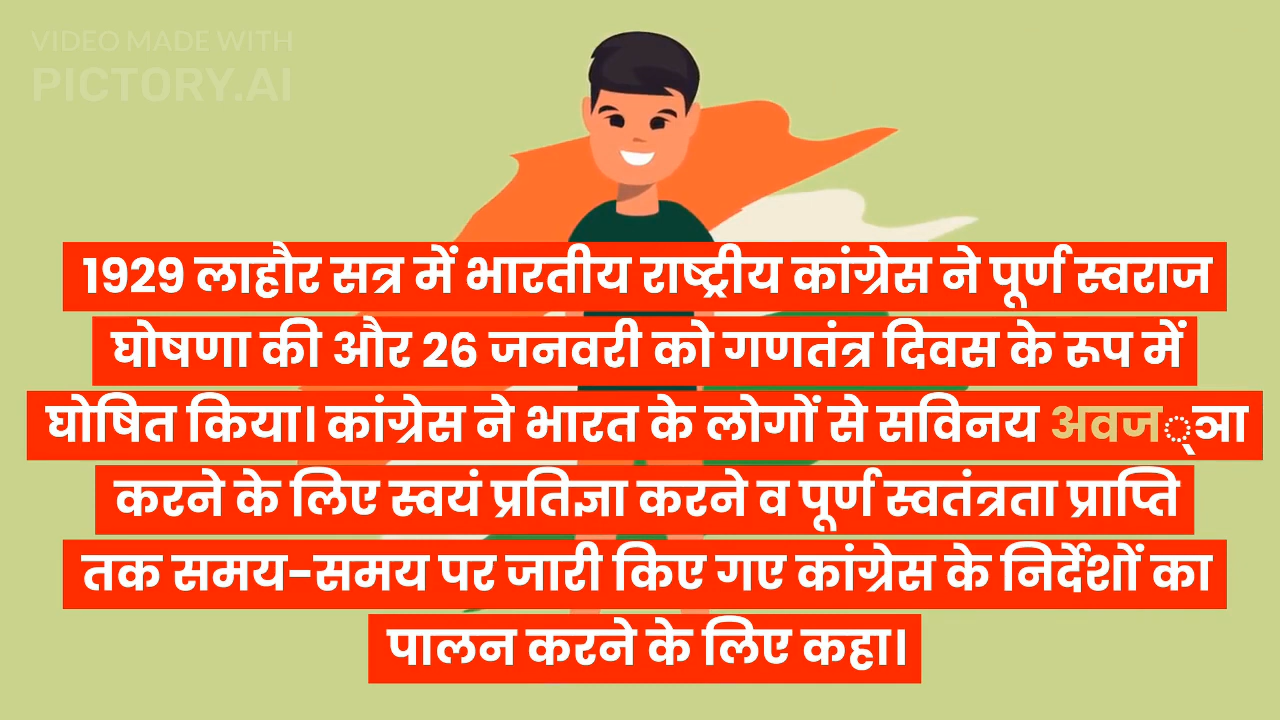 VIDEO MADE WITH
PICTORY.AI
1929 लाहौर सत्र में भारतीय राष्ट्रीय कांग्रेस ने पूर्ण स्वराज
घोषणा की और 26 जनवरी को गणतंत्र दिवस के रूप में
घोषित किया। कांग्रेस ने भारत के लोगों से सविनय अवज्ञा
करने के लिए स्वयं प्रतिज्ञा करने व पूर्ण स्वतंत्रता प्राप्ति
तक समय-समय पर जारी किए गए कांग्रेस के निर्देशों का
पालन करने के लिए कहा।